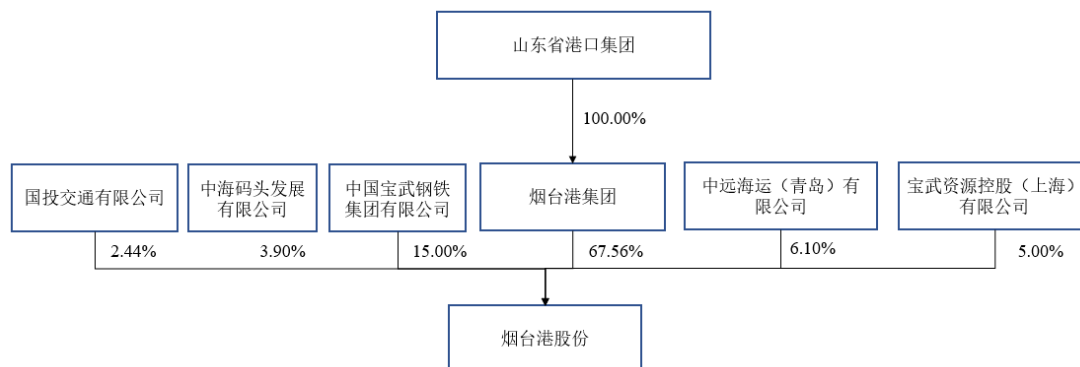 山东省港口集团
100.00%
国投交通有限公司
中海码头发展
有限公司
中国宝武钢铁
集团有限公司
烟台港集团
中远海运（青岛）有
限公司
宝武资源控股（上海）
有限公司
2.44%
3.90%
15.00%
67.56%
6.10%
5.00%
烟台港股份